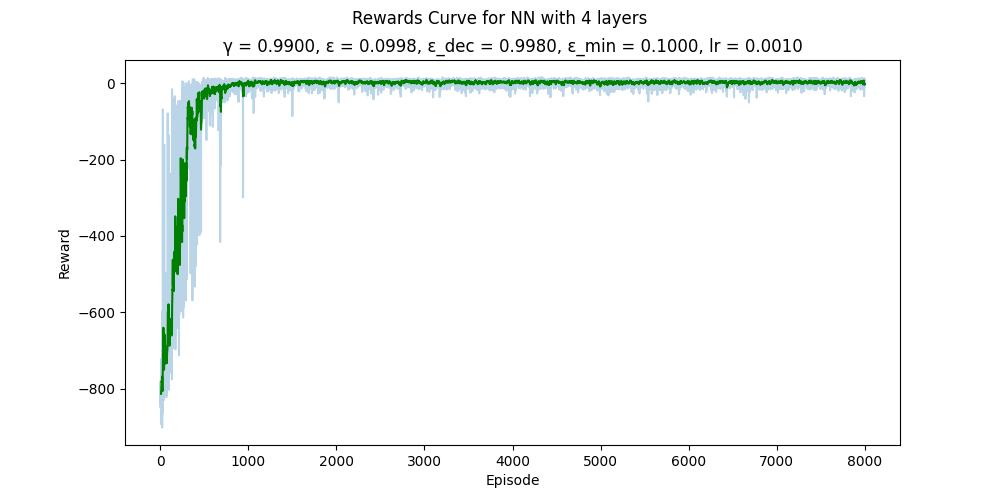 Rewards Curve for NN with 4 layers
γ = 0.9900, ε = 0.0998, ε_dec = 0.9980, ε_min = 0.1000, lr = 0.0010
0
−200
−400
−600
−800
Reward
0 1000 2000 3000 4000 5000 6000 7000 8000
Episode